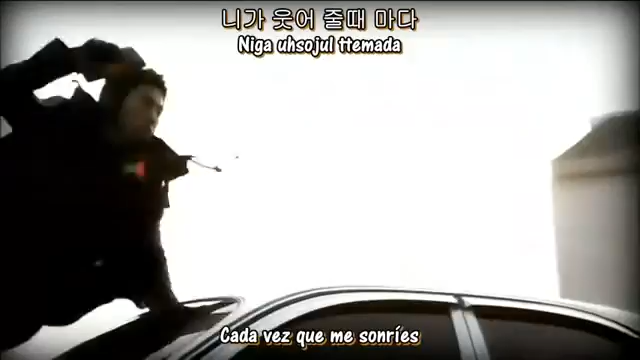 니가 웃어 줄때 마다
Niga uhsojul ttemada
Cada vez que me sonríes